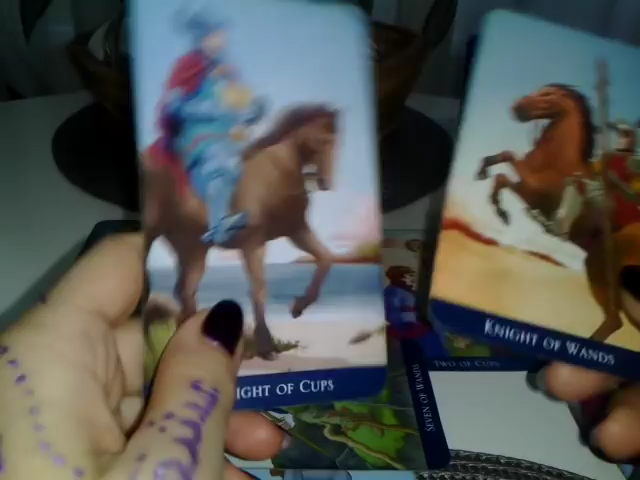 IGHT OF CUPS
KNIGHT OF WANDS
TWO OF CUPS
SEVEN OF WANDS